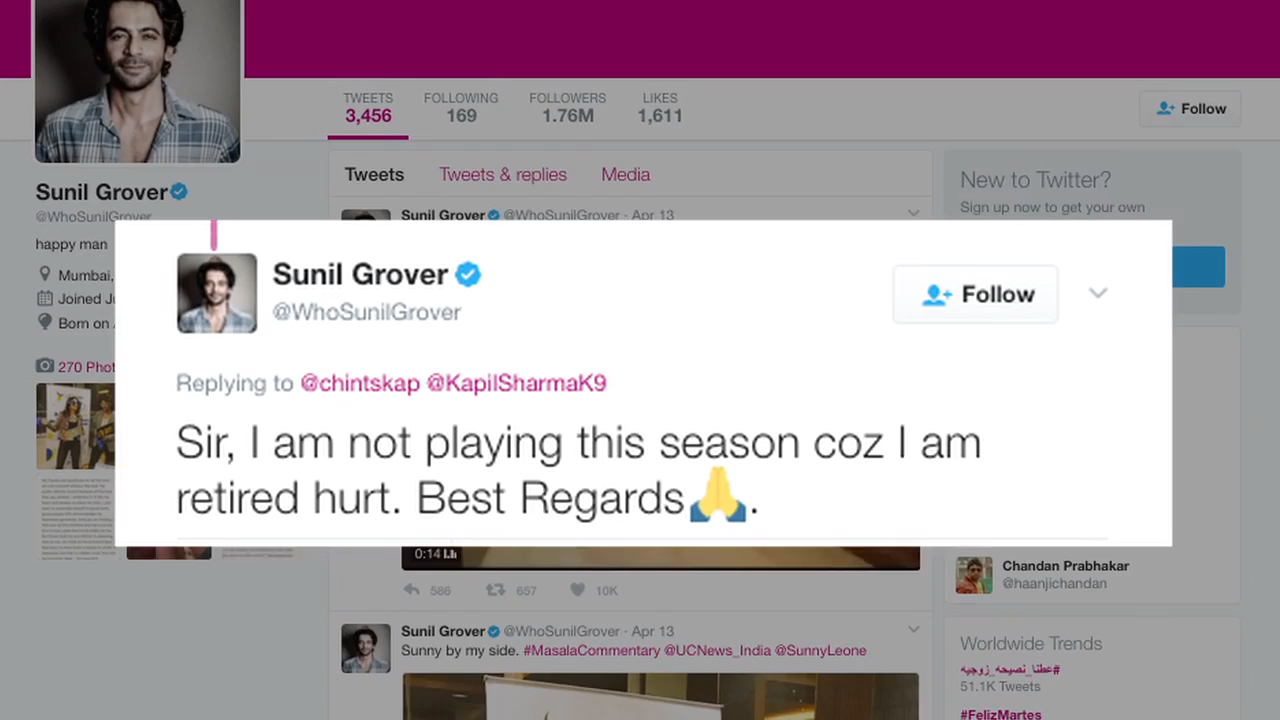 TWEETS
3,456
FOLLOWING
169
FOLLOWERS
1.76M
LIKES
1,611
Follow
Sunil Grover
@WhoSunilGrover
happy man
Mumbai,
Joined
Born on
270 Phot
Tweets
Tweets & replies
Media
Sunil Grover @WhoSunilGrover · Apr 13
New to Twitter?
Sign up now to get your own
Sunil Grover
@WhoSunilGrover
Follow
Replying to @chintskap @KapilSharmaK9
Sir, I am not playing this season coz I am
retired hurt. Best Regards🙏.
0:14
586
657
10K
Sunil Grover @WhoSunilGrover · Apr 13
Sunny by my side. #MasalaCommentary @UCNews_India @SunnyLeone
Chandan Prabhakar
@haanjichandan
Worldwide Trends
#عطنا_نصيحه_زوجيه
51.1K Tweets
#FelizMartes